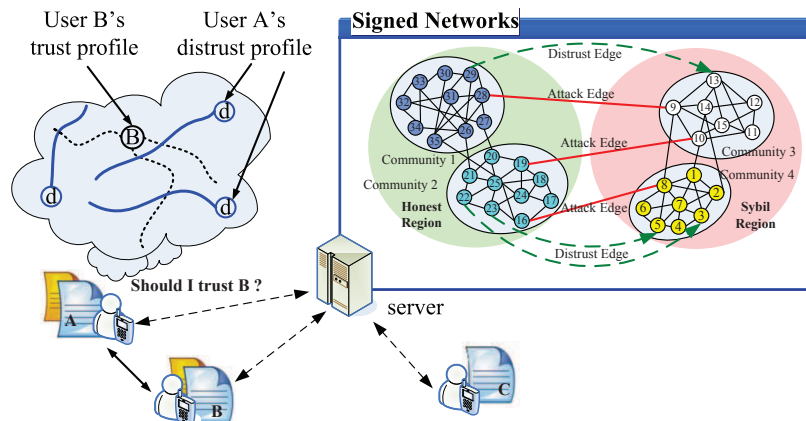 User B's
trust profile
User A's
distrust profile
Signed Networks
d
B
d
d
Should I trust B ?
A
B
C
server
Distrust Edge
Attack Edge
Attack Edge
Attack Edge
Distrust Edge
Community 1
Community 2
Honest
Region
Community 3
Community 4
Sybil
Region
33
30
29
32
31
28
34
27
35
26
20
19
21
25
18
22
24
17
23
16
13
9
14
12
15
11
10
1
8
2
6
7
3
5
4